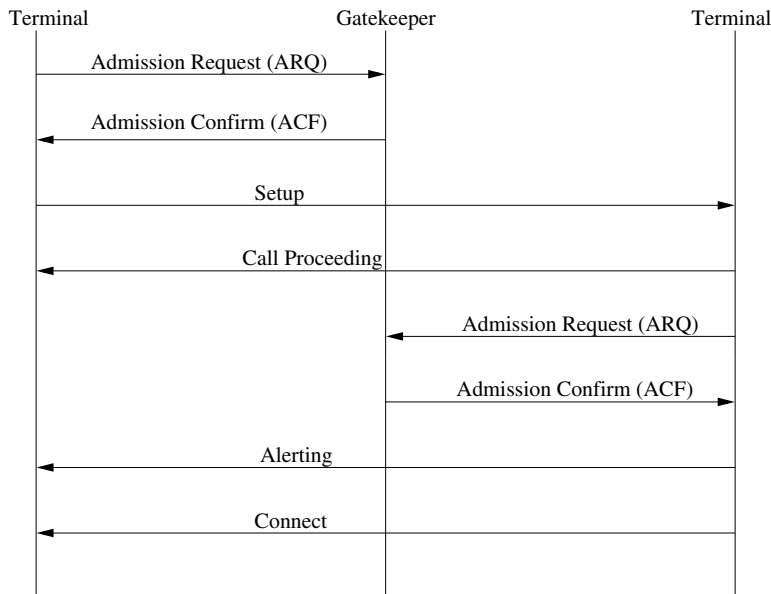 Terminal
Gatekeeper
Terminal
Admission Request (ARQ)
Admission Confirm (ACF)
Setup
Call Proceeding
Admission Request (ARQ)
Admission Confirm (ACF)
Alerting
Connect